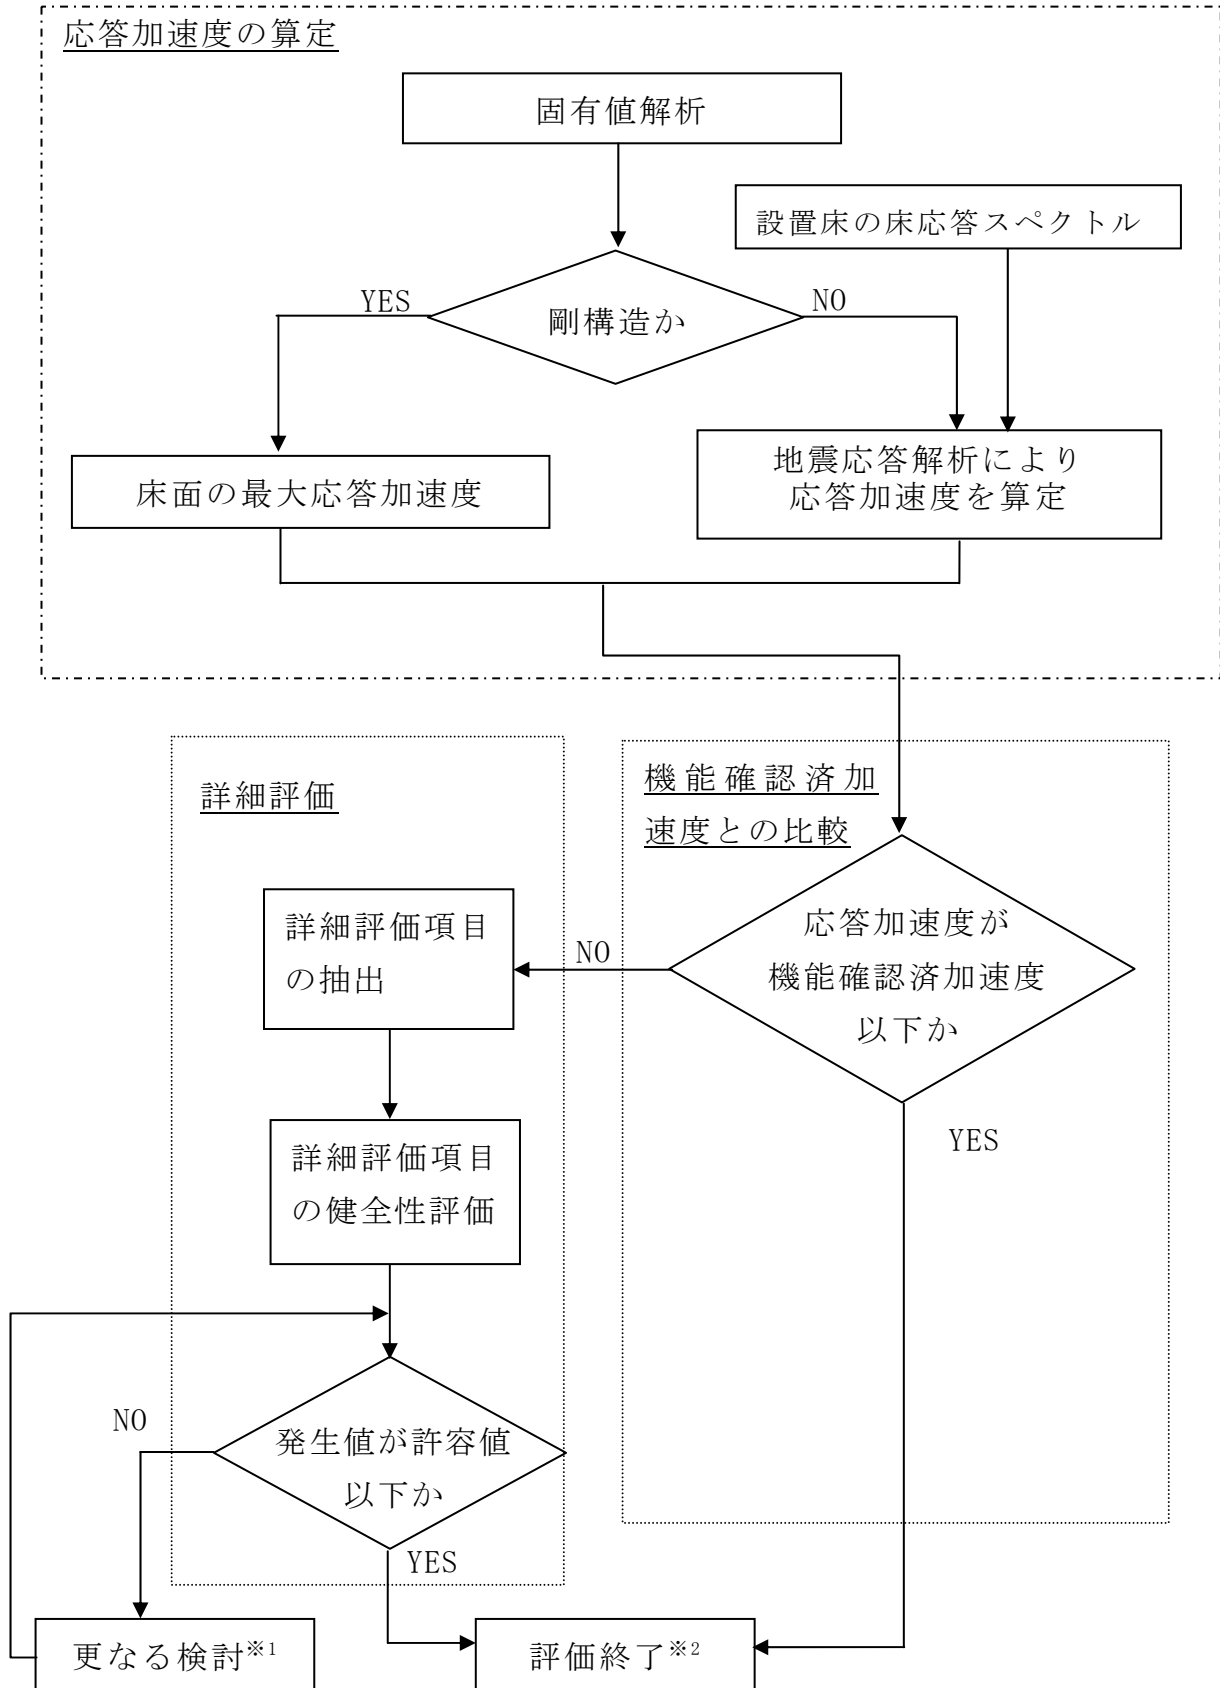 応答加速度の算定
固有値解析
設置床の床応答スペクトル
YES
剛構造か
NO
床面の最大応答加速度
地震応答解析により
応答加速度を算定
詳細評価
機能確認済加
速度との比較
詳細評価項目
の抽出
NO
応答加速度が
機能確認済加速度
以下か
YES
詳細評価項目
の健全性評価
NO
発生値が許容値
以下か
YES
更なる検討※1
評価終了※2